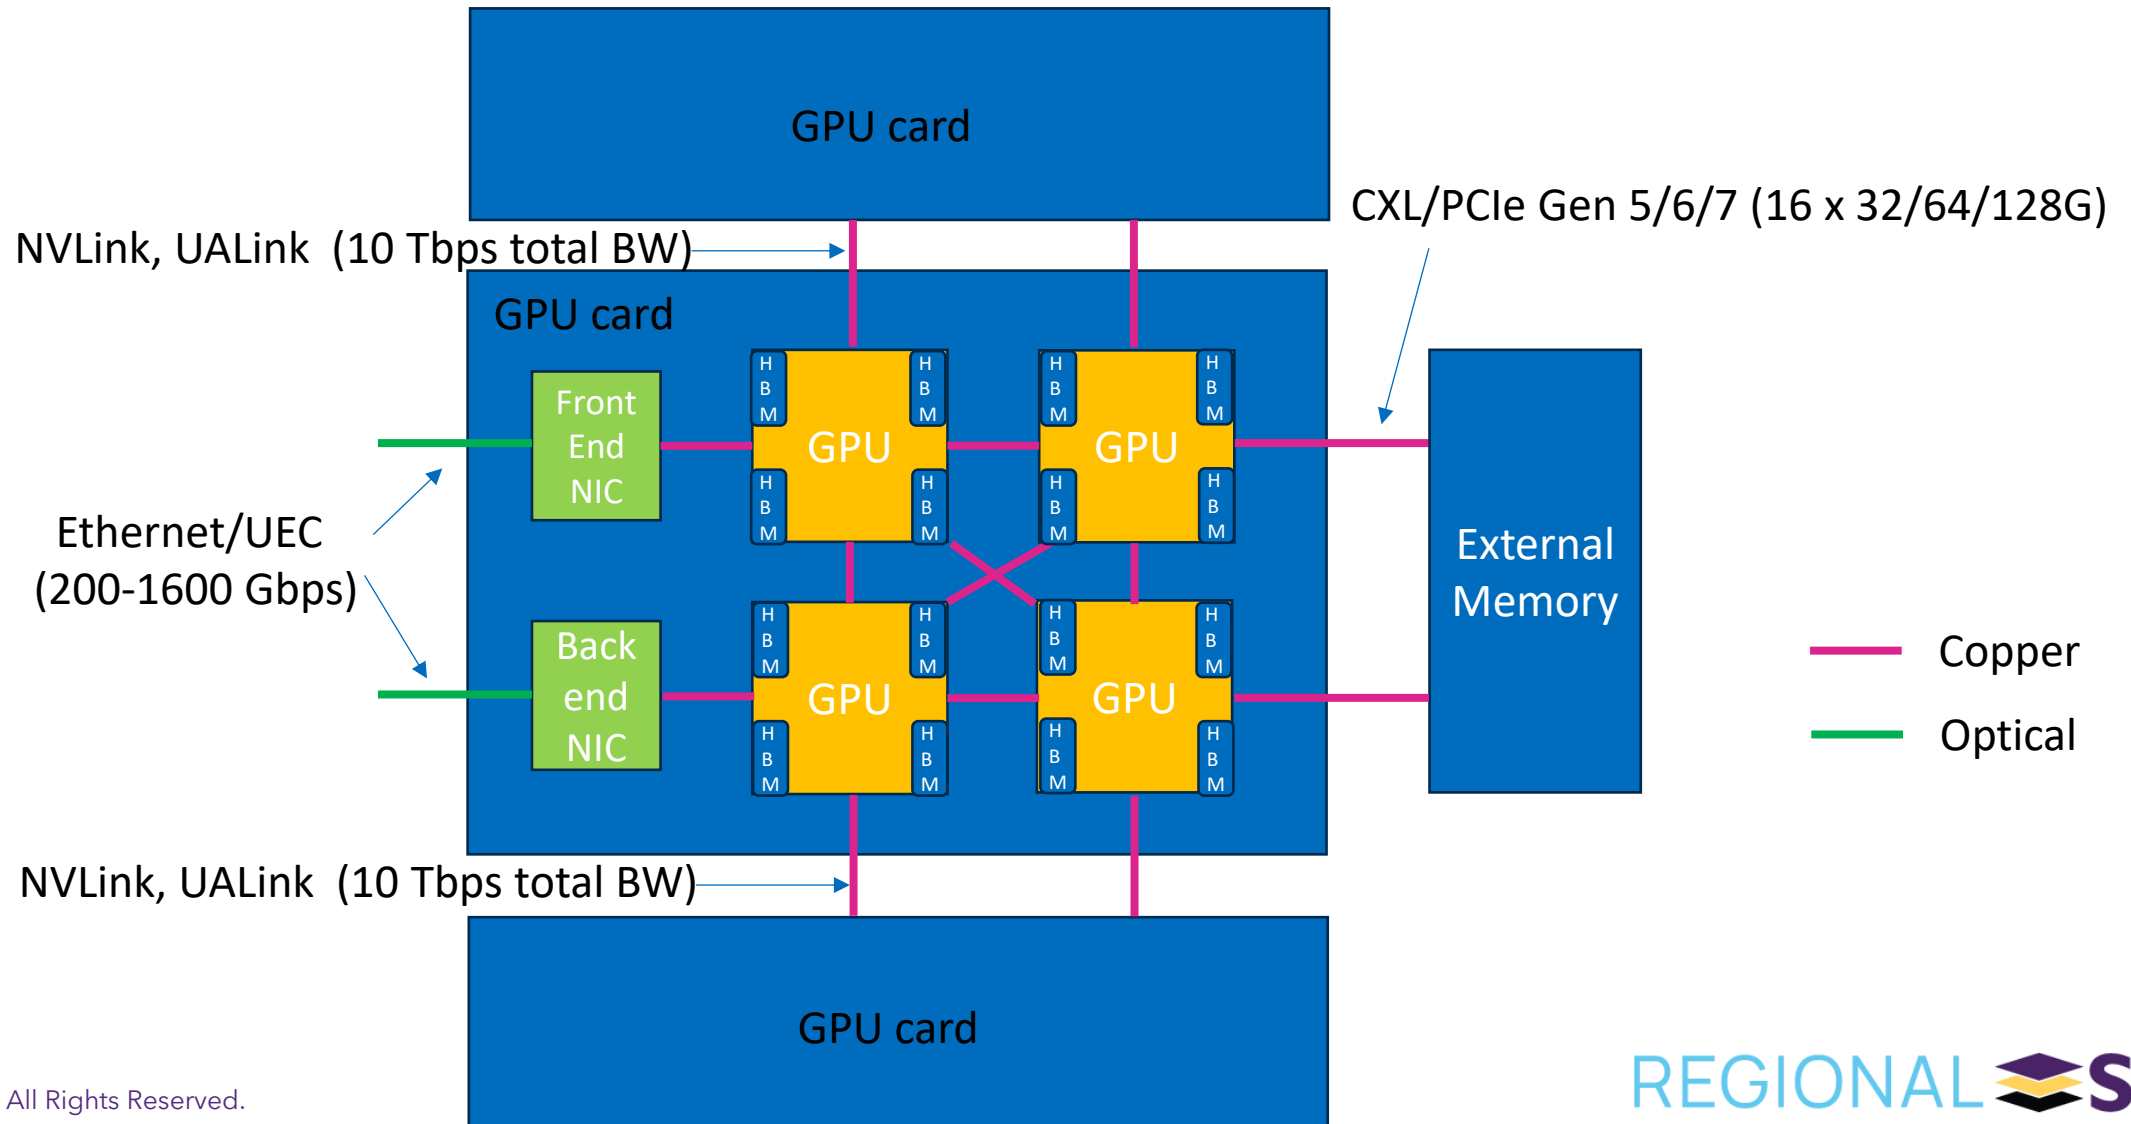 GPU card
CXL/PCIe Gen 5/6/7 (16 x 32/64/128G)
NVLink, UALink (10 Tbps total BW)
GPU card
H
B
M
H
B
M
H
B
M
H
B
M
Front
End
NIC
GPU
GPU
H
B
M
H
B
M
H
B
M
H
B
M
Ethernet/UEC
(200-1600 Gbps)
External
Memory
H
B
M
H
B
M
H
B
M
H
B
M
Back
end
NIC
GPU
GPU
H
B
M
H
B
M
H
B
M
H
B
M
Copper
Optical
NVLink, UALink (10 Tbps total BW)
GPU card
All Rights Reserved.
REGIONAL S